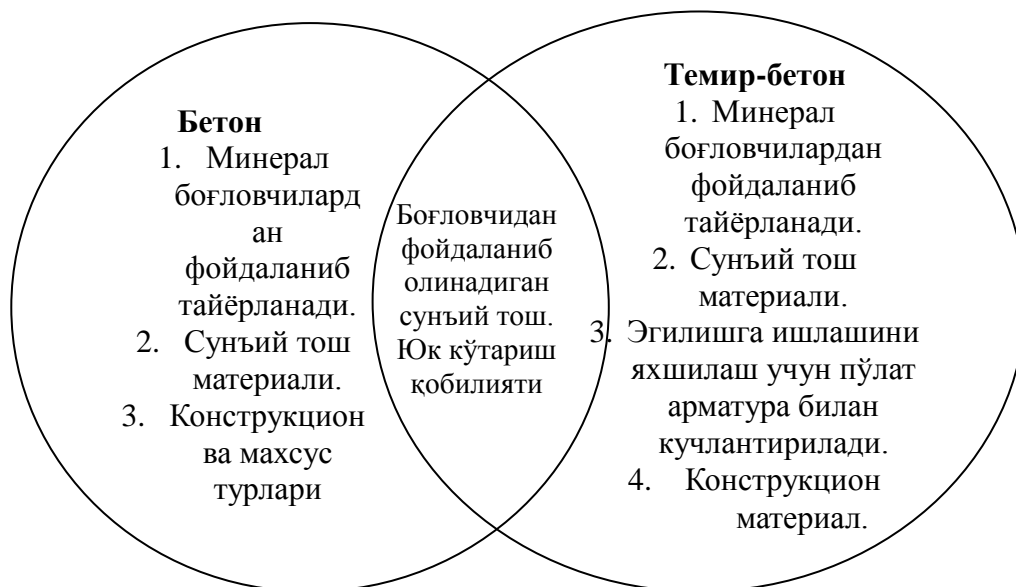 Бетон
1. Минерал
боғловчилард
ан
фойдаланиб
тайёрланади.
2. Сунъий тош
материали.
3. Конструкцион
ва махсус
турлари
Боғловчидан
фойдаланиб
олинадиган
сунъий тош.
Юк кўтариш
қобилияти
Темир-бетон
1. Минерал
боғловчилардан
фойдаланиб
тайёрланади.
2. Сунъий тош
материали.
3. Эгилишга ишлашини
яхшилаш учун пўлат
арматура билан
кучлантирилади.
4. Конструкцион
материал.